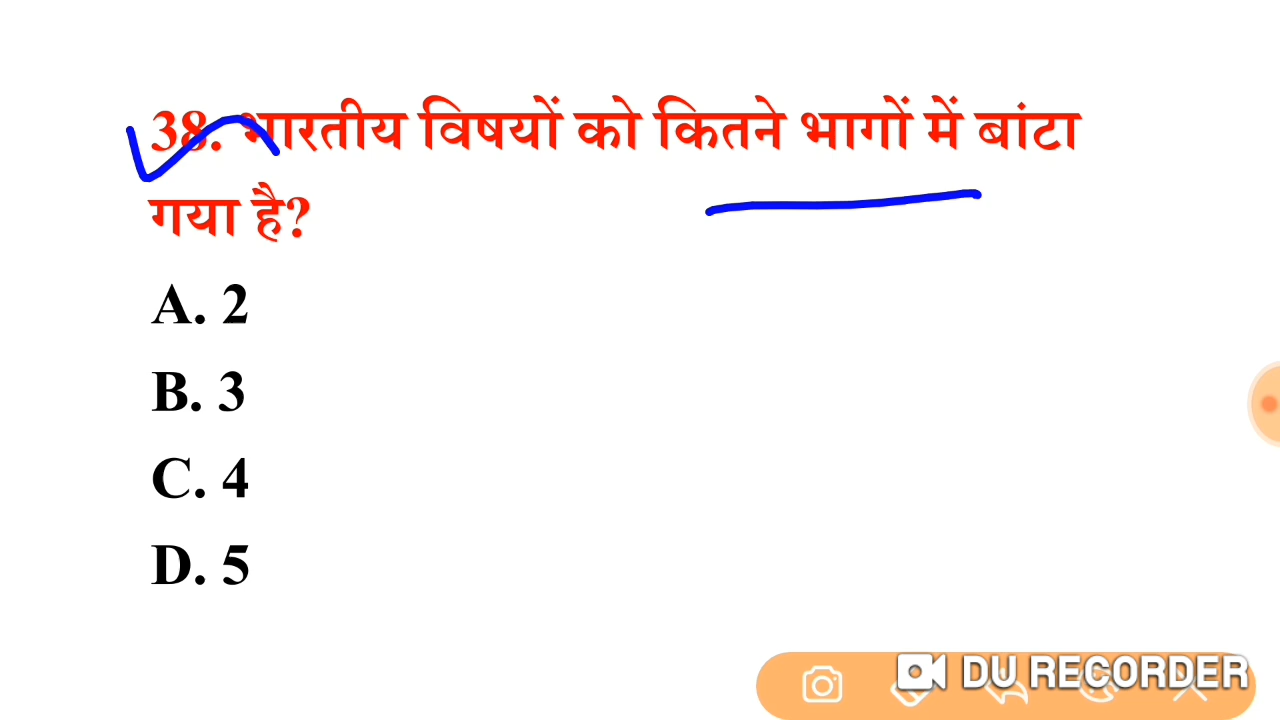 38. भारतीय विषयों को कितने भागों में बांटा
गया है?
A. 2
B. 3
C. 4
D. 5
DU RECORDER